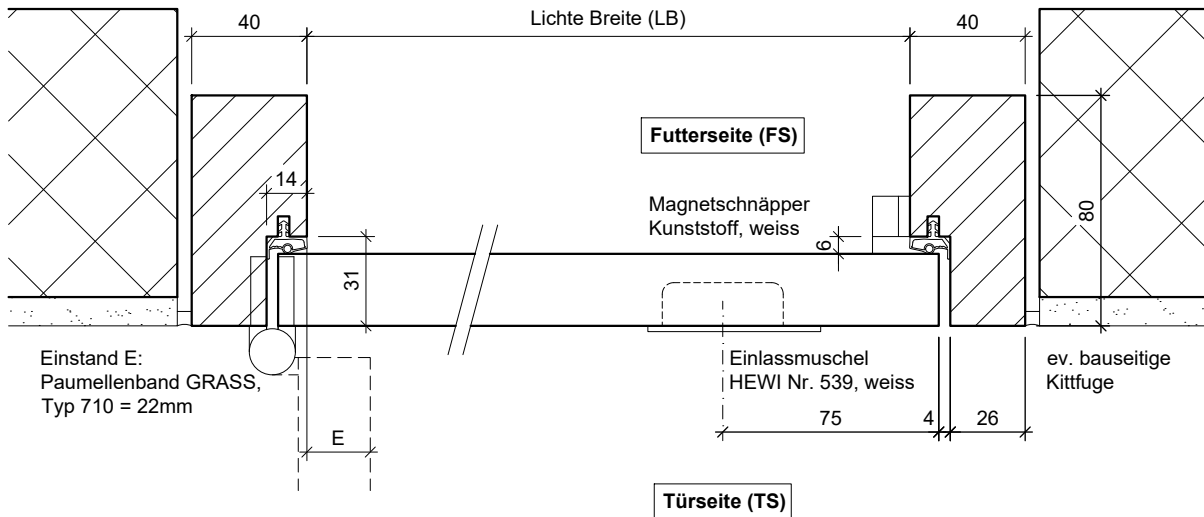 40
Lichte Breite (LB)
40
Futterseite (FS)
14
Magnetschnäpper
Kunststoff, weiss
6
80
31
Einstand E:
Paumellenband GRASS,
Typ 710 = 22mm
Einlassmuschel
HEWI Nr. 539, weiss
ev. bauseitige
Kittfuge
E
75
4
26
Türseite (TS)